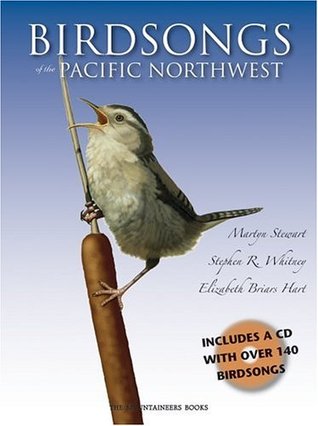 BIRDSONGS
of the PACIFIC NORTHWEST
Martyn Stewart
Stephen R. Whitney
Elizabeth Briars Hart
INCLUDES A CD
WITH OVER 140
BIRDSONGS
THE MOUNTAINEERS BOOKS